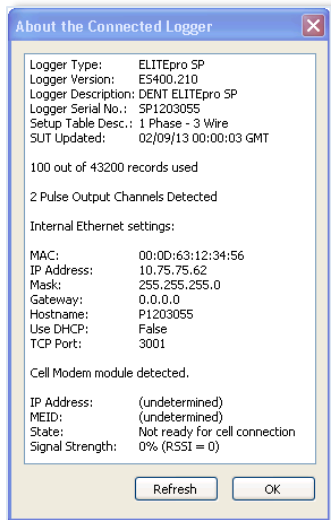 About the Connected Logger
Logger Type: ELITEpro SP
Logger Version: ES400.210
Logger Description: DENT ELITEpro SP
Logger Serial No.: SP1203055
Setup Table Desc.: 1 Phase - 3 Wire
SUT Updated: 02/09/13 00:00:03 GMT
100 out of 43200 records used
2 Pulse Output Channels Detected
Internal Ethernet settings:
MAC: 00:0D:63:12:34:56
IP Address: 10.75.75.62
Mask: 255.255.255.0
Gateway: 0.0.0.0
Hostname: P1203055
Use DHCP: False
TCP Port: 3001
Cell Modem module detected.
IP Address: (undetermined)
MEID: (undetermined)
State: Not ready for cell connection
Signal Strength: 0% (RSSI = 0)
Refresh OK